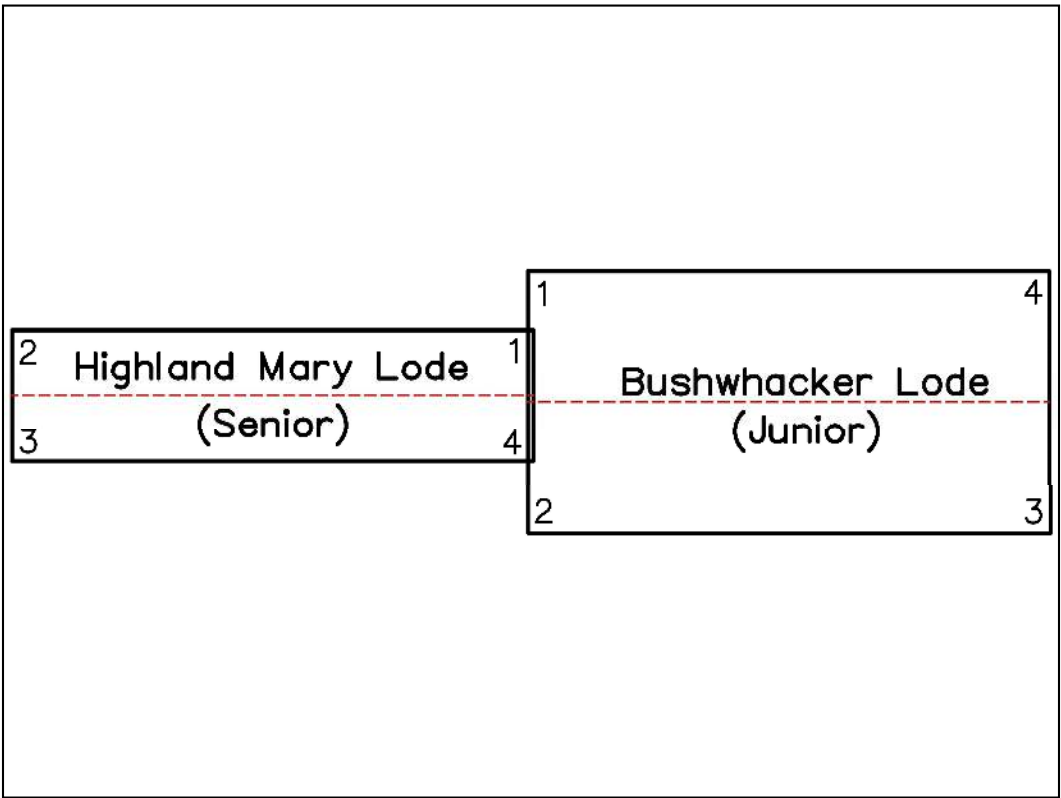 1 4
2 Highland Mary Lode 1
Bushwhacker Lode
(Senior) (Junior)
3 4
2 3